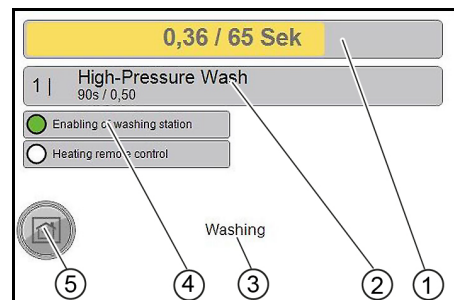 0,36 / 65 Sek
1 | High-Pressure Wash
90s / 0,50
Enabling of washing station
Heating remote control
Washing
5 4 3 2 1